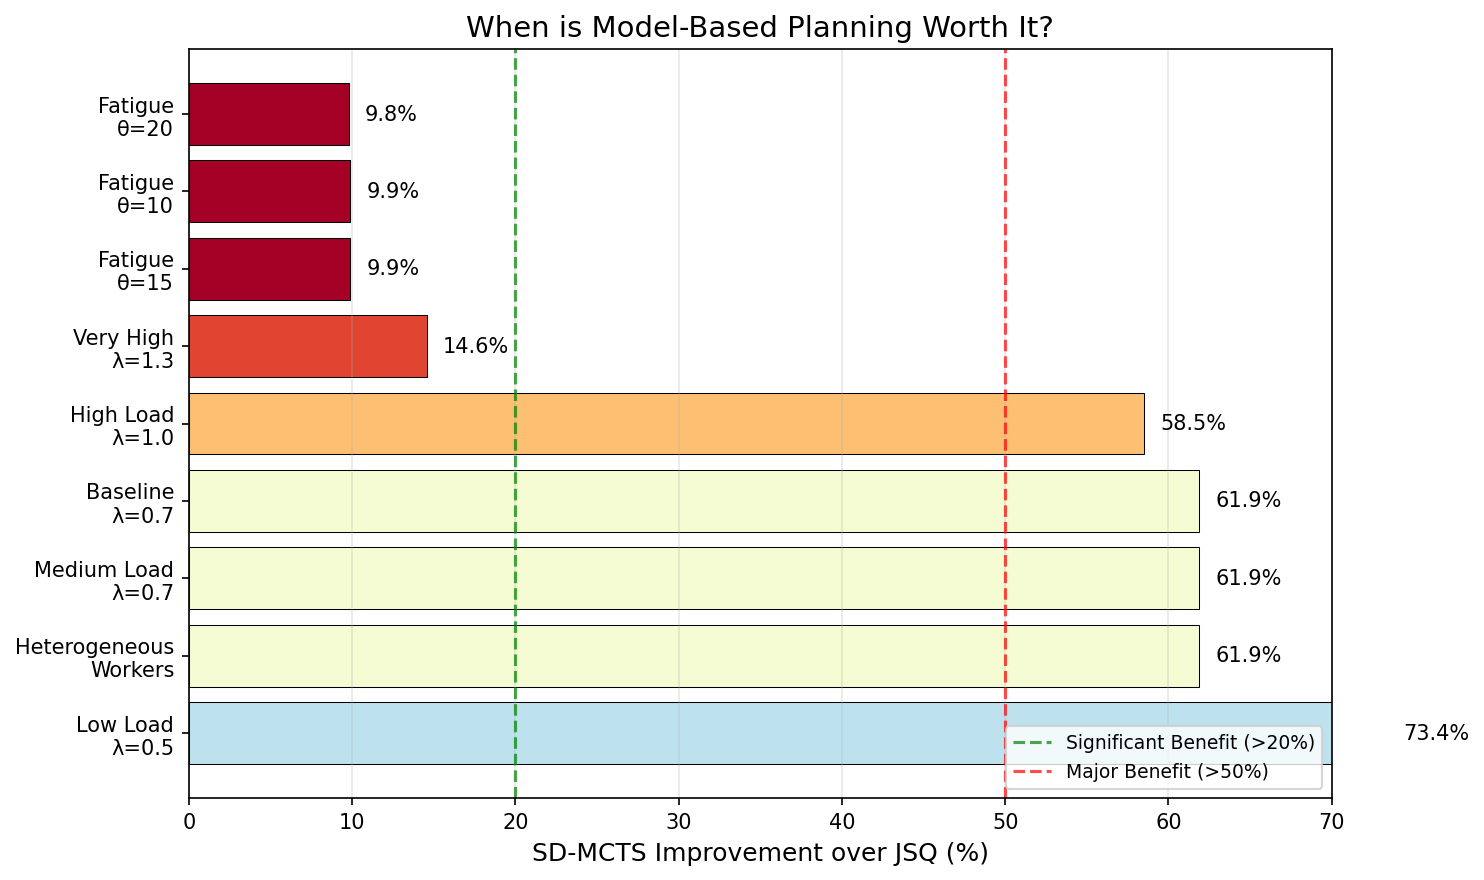 When is Model-Based Planning Worth It?
Fatigue
θ=20
9.8%
Fatigue
θ=10
9.9%
Fatigue
θ=15
9.9%
Very High
λ=1.3
14.6%
High Load
λ=1.0
58.5%
Baseline
λ=0.7
61.9%
Medium Load
λ=0.7
61.9%
Heterogeneous
Workers
61.9%
Low Load
λ=0.5
73.4%
Significant Benefit (>20%)
Major Benefit (>50%)
0 10 20 30 40 50 60 70
SD-MCTS Improvement over JSQ (%)